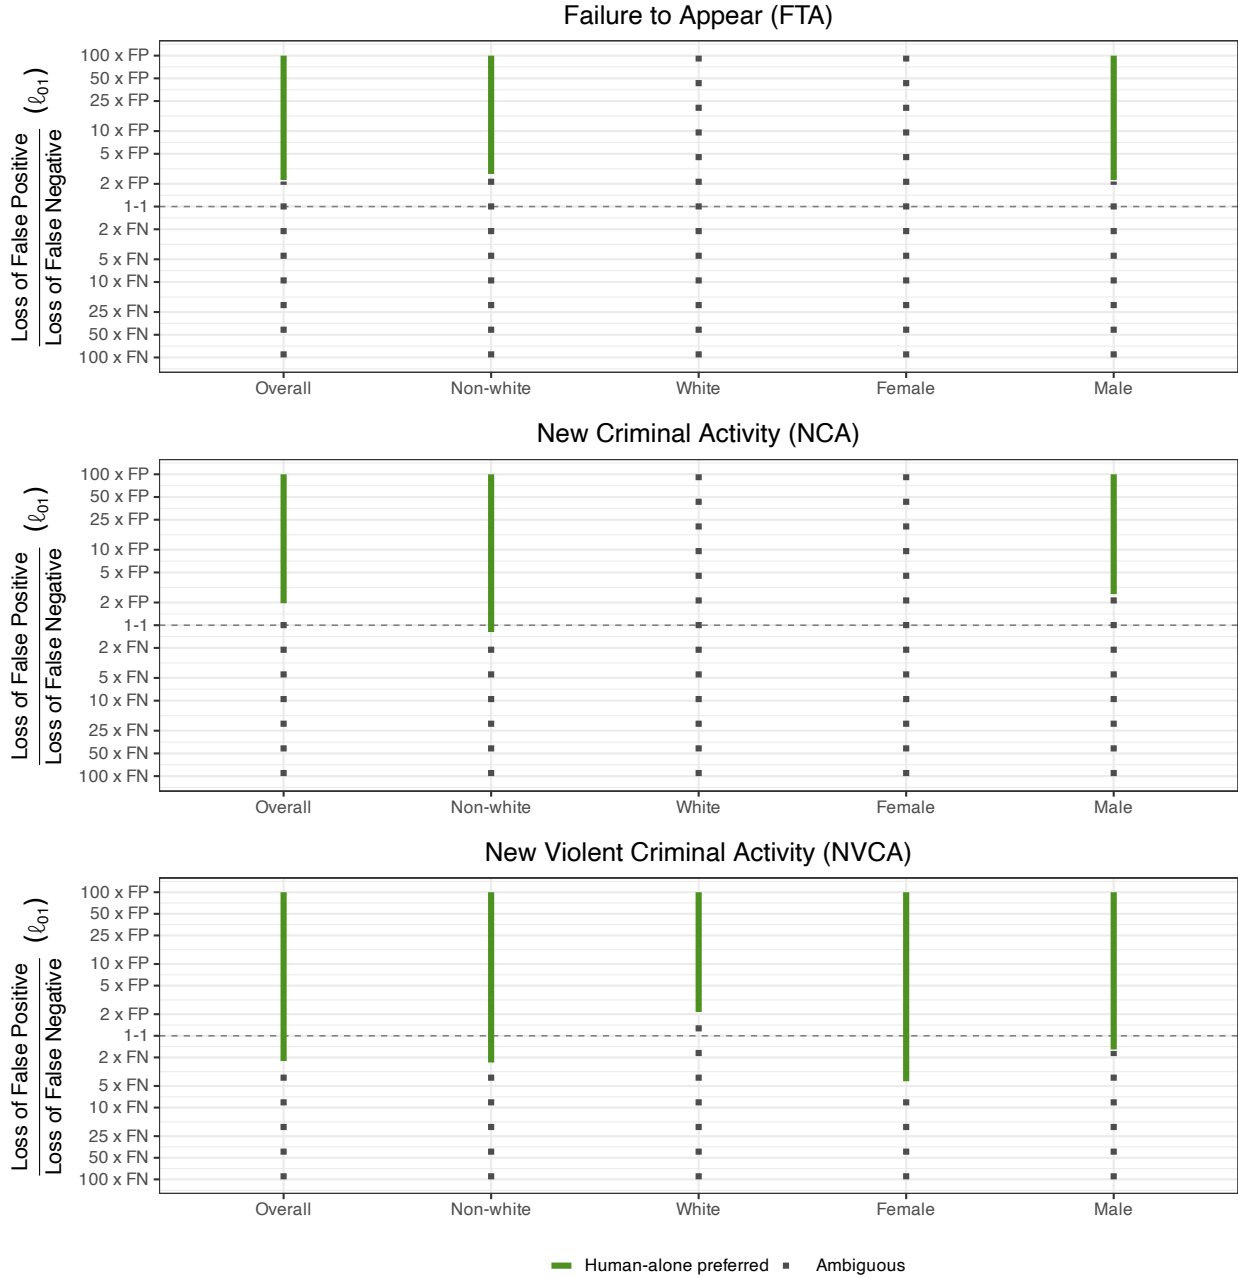 Failure to Appear (FTA)
Loss of False Positive
Loss of False Negative
(ℓ01)
100 x FP
50 x FP
25 x FP
10 x FP
5 x FP
2 x FP
1-1
2 x FN
5 x FN
10 x FN
25 x FN
50 x FN
100 x FN
Overall Non-white White Female Male
New Criminal Activity (NCA)
Loss of False Positive
Loss of False Negative
(ℓ01)
100 x FP
50 x FP
25 x FP
10 x FP
5 x FP
2 x FP
1-1
2 x FN
5 x FN
10 x FN
25 x FN
50 x FN
100 x FN
Overall Non-white White Female Male
New Violent Criminal Activity (NVCA)
Loss of False Positive
Loss of False Negative
(ℓ01)
100 x FP
50 x FP
25 x FP
10 x FP
5 x FP
2 x FP
1-1
2 x FN
5 x FN
10 x FN
25 x FN
50 x FN
100 x FN
Overall Non-white White Female Male
Human-alone preferred Ambiguous